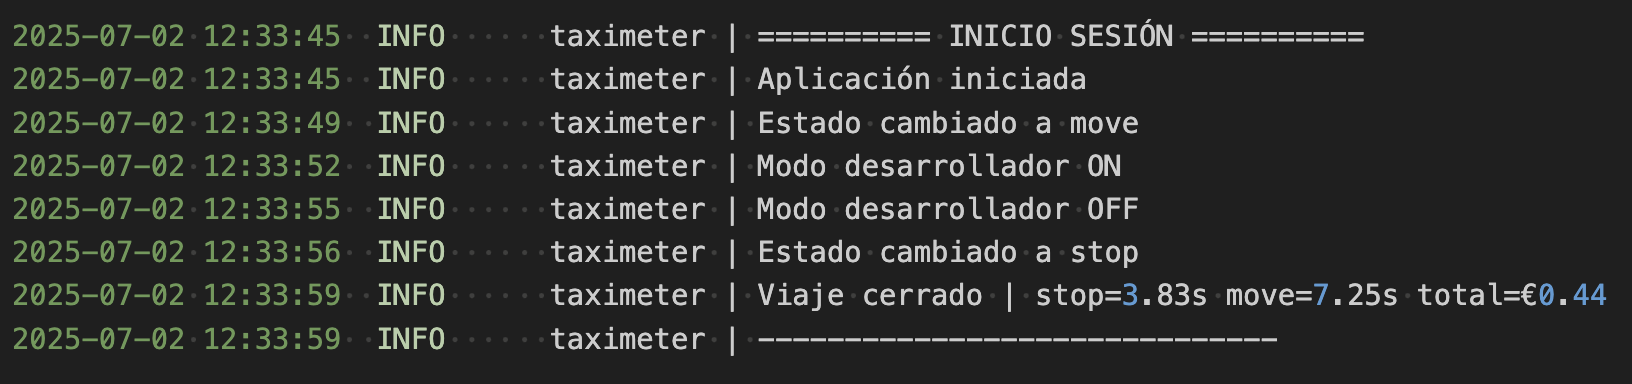 2025-07-02 12:33:45  INFO      taximeter | ========== INICIO SESIÓN ==========
2025-07-02 12:33:45  INFO      taximeter | Aplicación iniciada
2025-07-02 12:33:49  INFO      taximeter | Estado cambiado a move
2025-07-02 12:33:52  INFO      taximeter | Modo desarrollador ON
2025-07-02 12:33:55  INFO      taximeter | Modo desarrollador OFF
2025-07-02 12:33:56  INFO      taximeter | Estado cambiado a stop
2025-07-02 12:33:59  INFO      taximeter | Viaje cerrado | stop=3.83s move=7.25s total=€0.44
2025-07-02 12:33:59  INFO      taximeter | ------------------------------